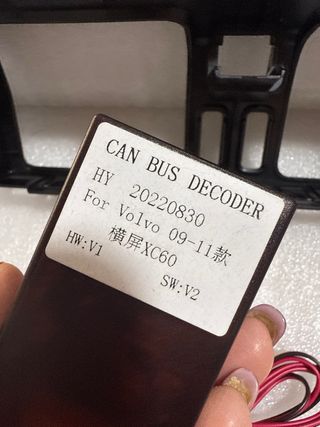 CAN BUS DECODER
HY 20220830
For Volvo 09-11款
横屏XC60
HW:V1 SW:V2